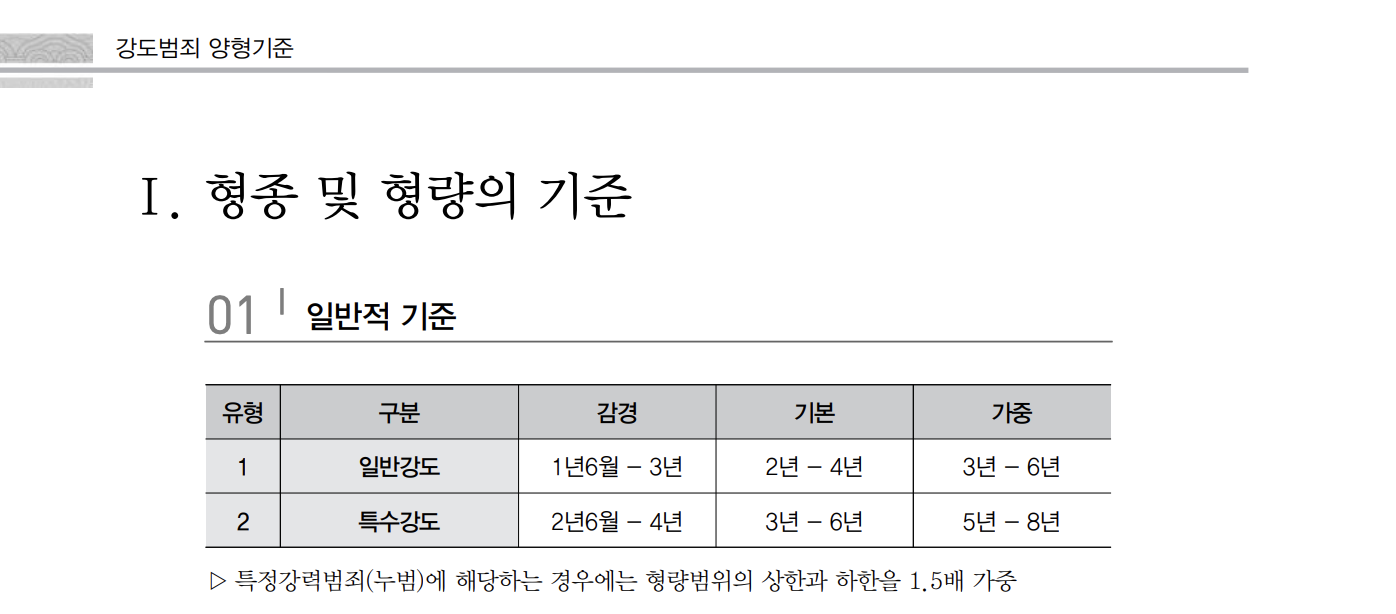 강도범죄 양형기준
Ⅰ. 형종 및 형량의 기준
01 일반적 기준
유형 구분 감경 기본 가중
1 일반강도 1년6월 – 3년 2년 – 4년 3년 – 6년
2 특수강도 2년6월 – 4년 3년 – 6년 5년 – 8년
▷ 특정강력범죄(누범)에 해당하는 경우에는 형량범위의 상한과 하한을 1.5배 가중